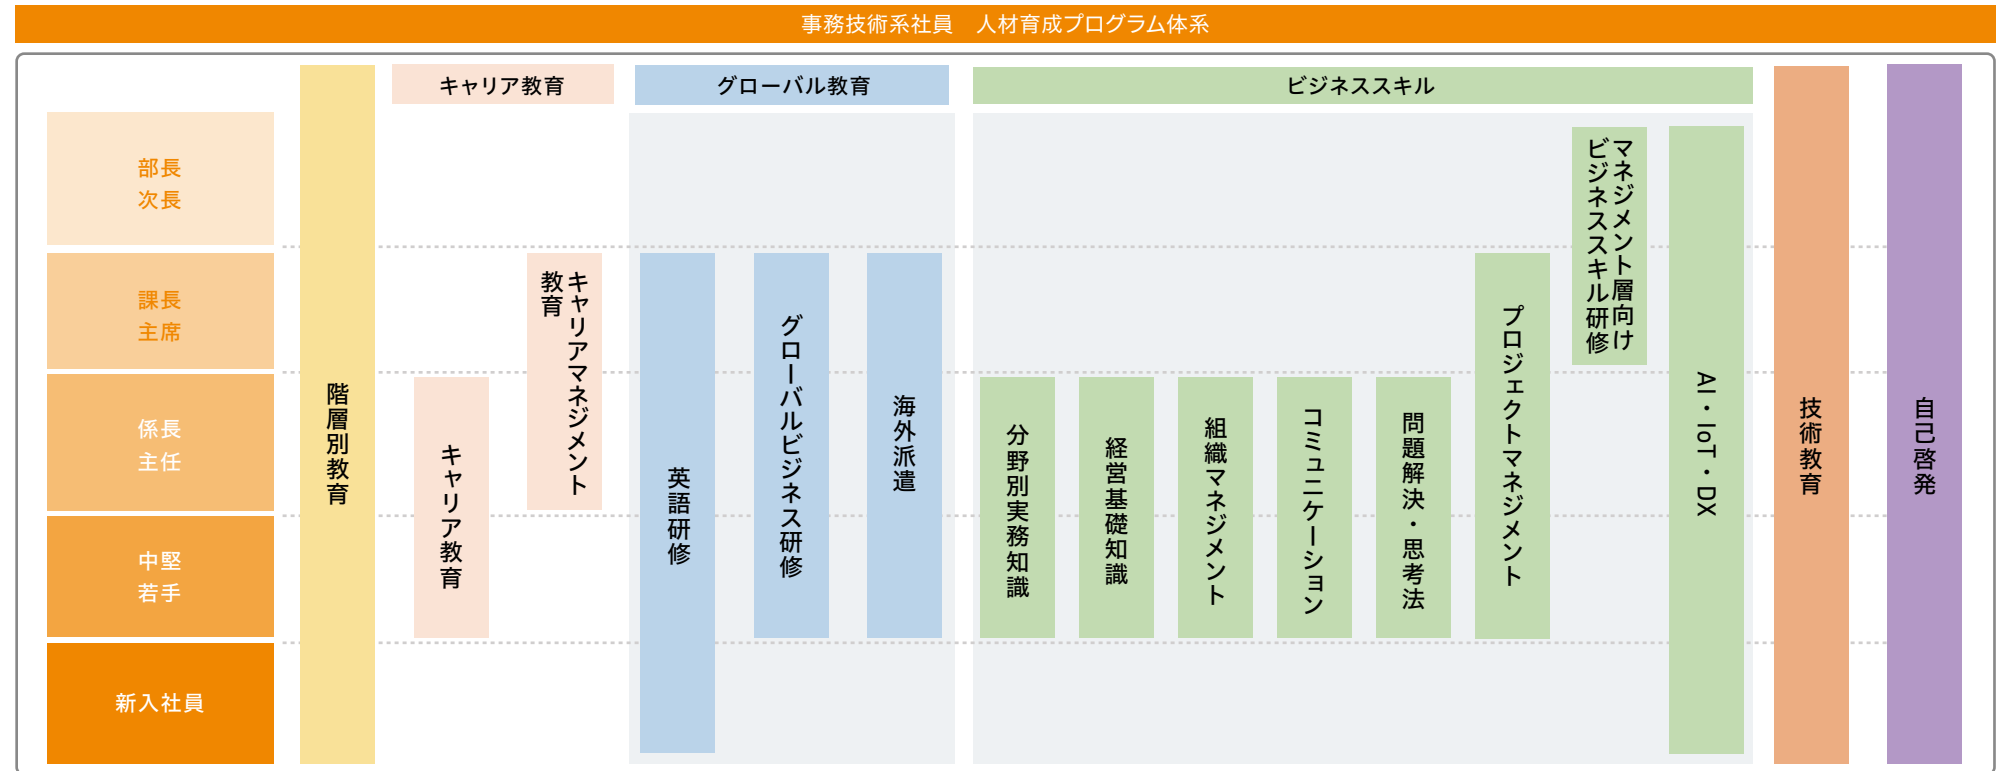 事務技術系社員　人材育成プログラム体系
キャリア教育
グローバル教育
ビジネススキル
部長
次長
課長
主席
係長
主任
中堅
若手
新入社員
階層別教育
キャリア教育
キャリアマネジメント
教育
英語研修
グローバルビジネス研修
海外派遣
分野別実務知識
経営基礎知識
組織マネジメント
コミュニケーション
問題解決・思考法
プロジェクトマネジメント
マネジメント層向け
ビジネススキル研修
AI・IoT・DX
技術教育
自己啓発